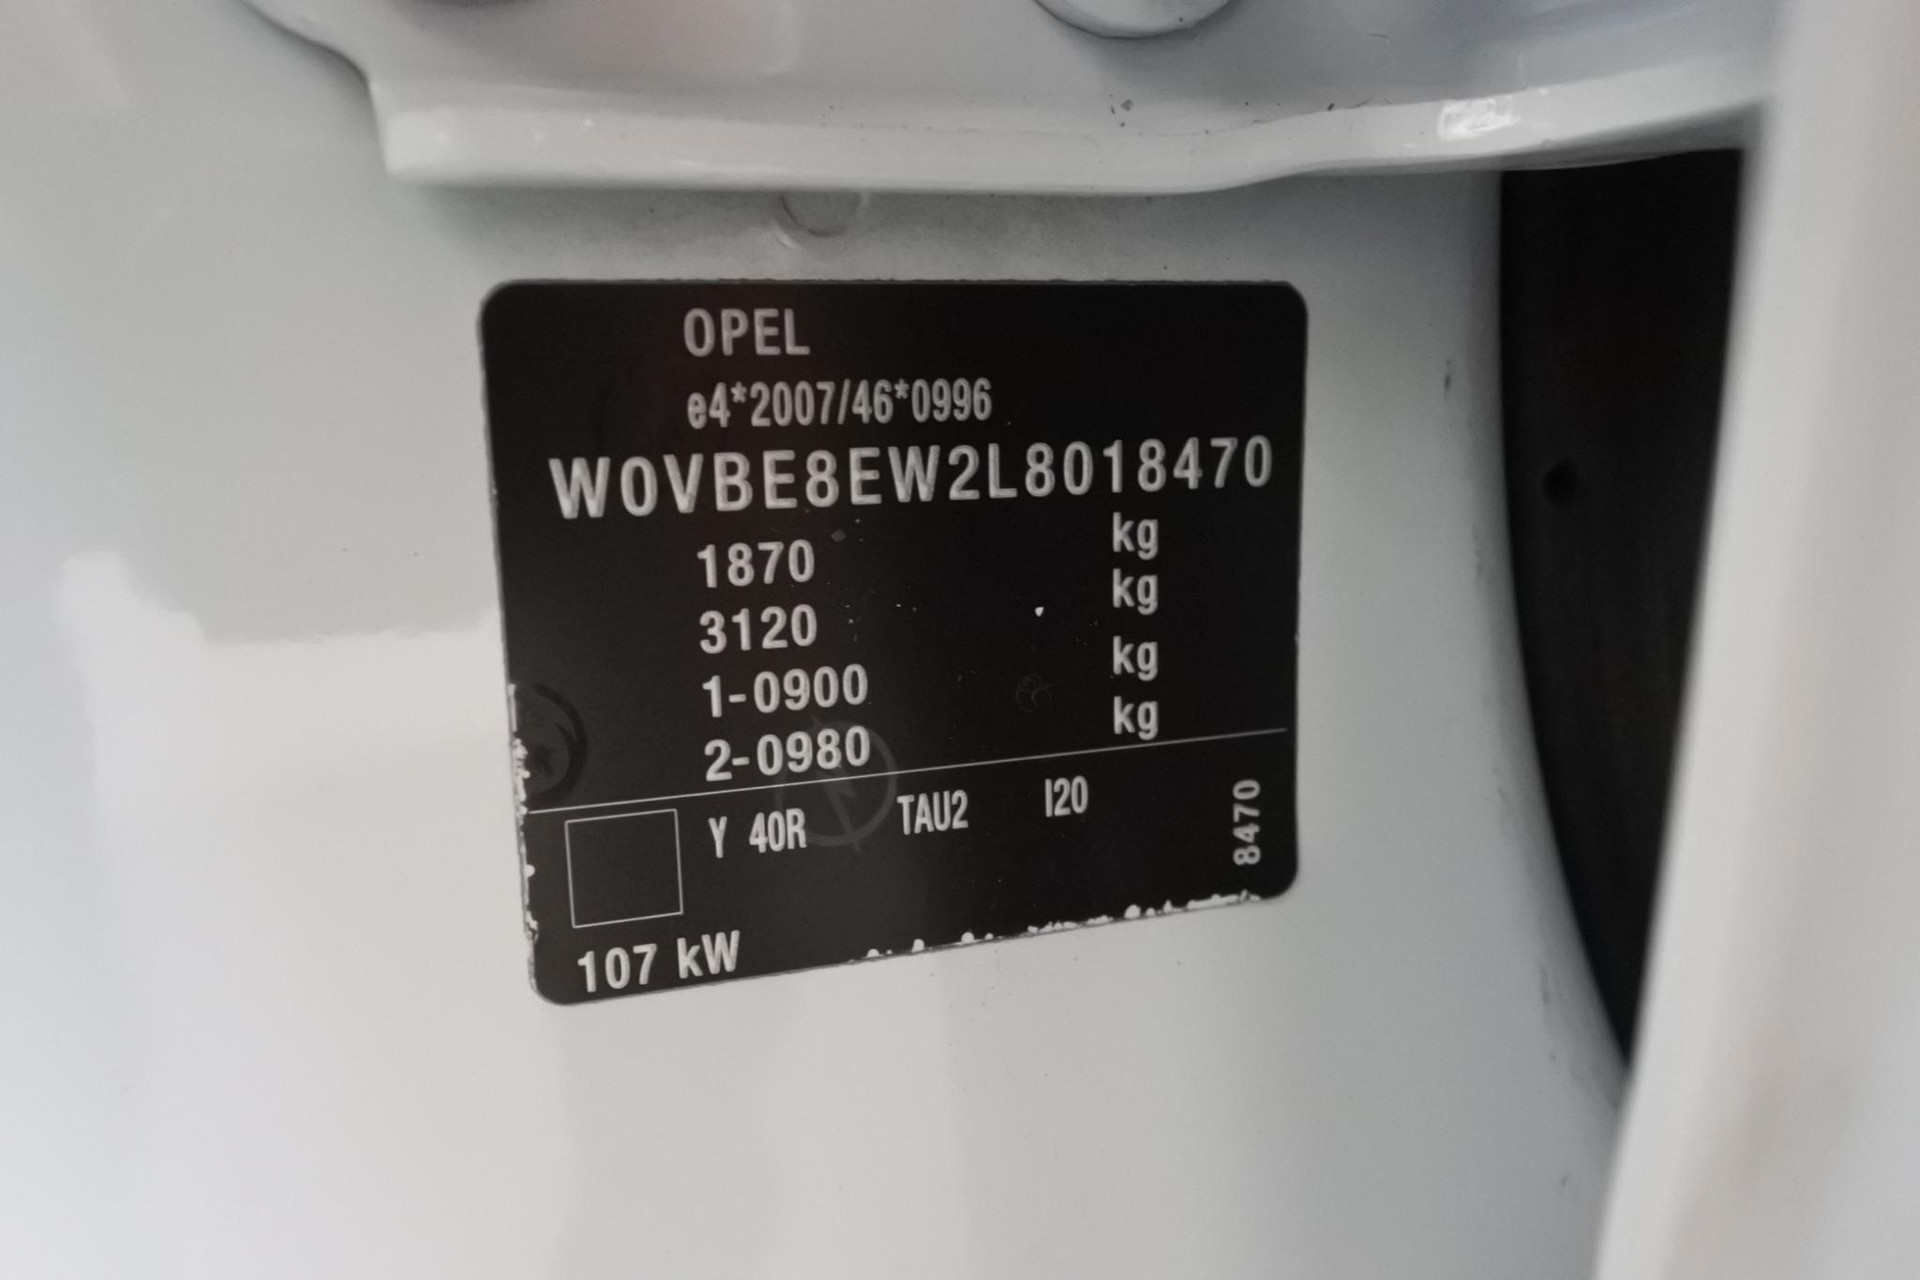 OPEL
e4*2007/46*0996
W0VBE8EW2L8018470
1870 kg
3120 kg
1-0900 kg
2-0980 kg
Y 40R TAU2 I20
8470
107 kW